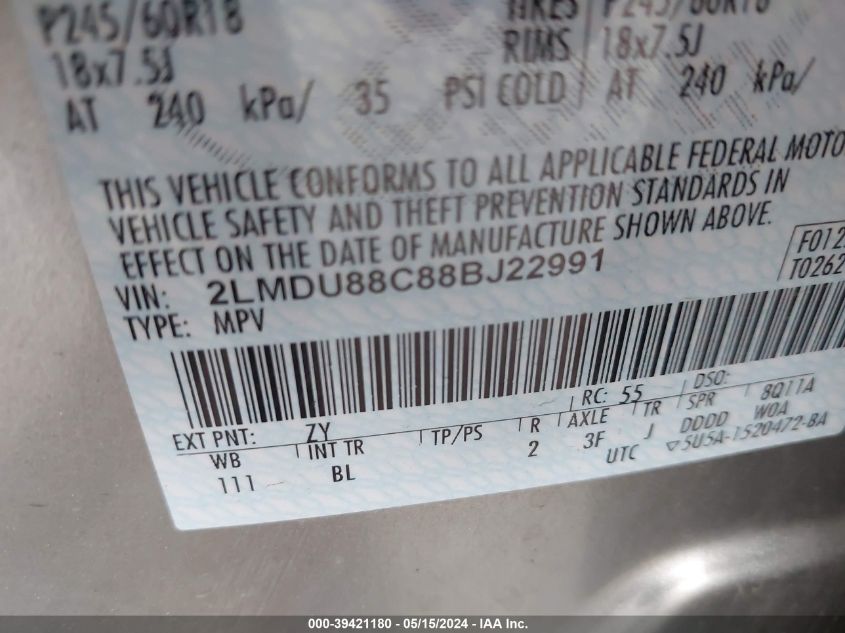 P245/60R18 TIRES P245/60R18
18x7.5J RIMS 18x7.5J
AT 240 kPa/ 35 PSI COLD AT 240 kPa/
THIS VEHICLE CONFORMS TO ALL APPLICABLE FEDERAL MOTO
VEHICLE SAFETY AND THEFT PREVENTION STANDARDS IN
EFFECT ON THE DATE OF MANUFACTURE SHOWN ABOVE.
VIN: 2LMDU88C88BJ22991 F012
TYPE: MPV T0262
EXT PNT: ZY RC: 55 DSO:
WB INT TR TP/PS R AXLE TR SPR 8Q11A
111 BL 2 3F J DDDD W0A
UTC ▽5U5A-1520472-BA
000-39421180 - 05/15/2024 - IAA Inc.